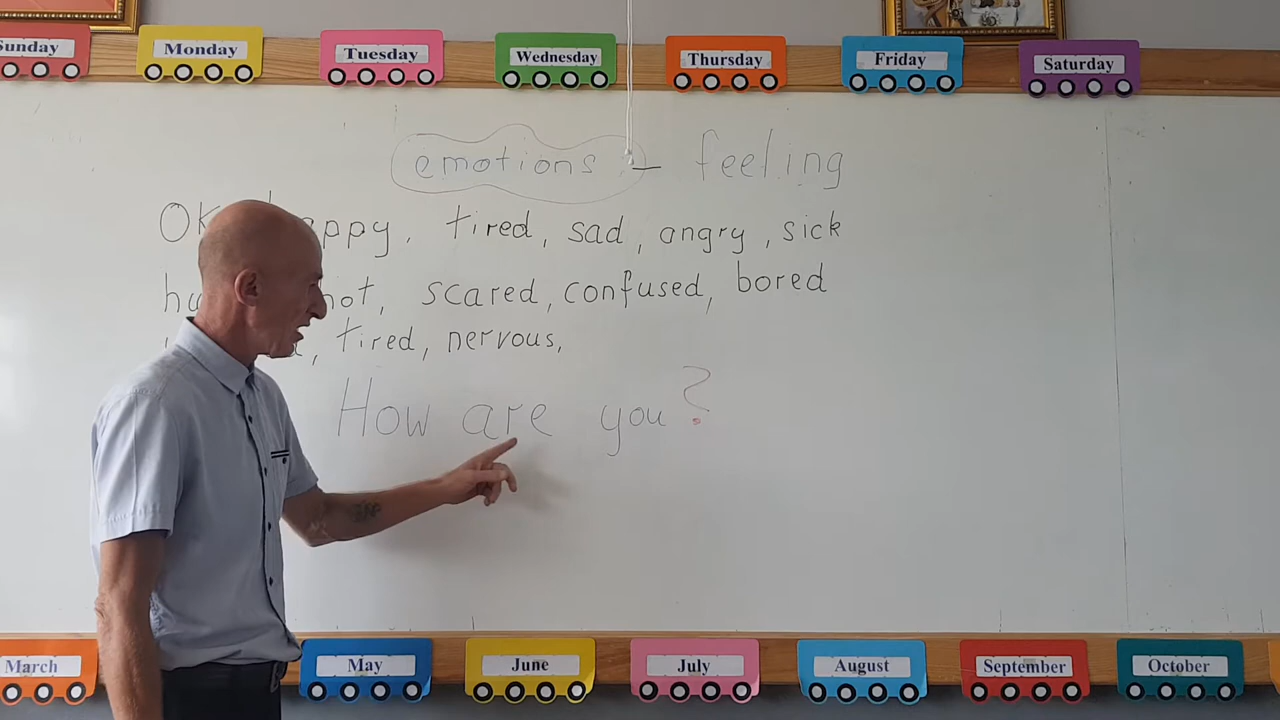 Sunday Monday Tuesday Wednesday Thursday Friday Saturday
emotions - feeling
OK, happy, tired, sad, angry, sick
hot, scared, confused, bored
tired, nervous,
How are you?
March May June July August September October